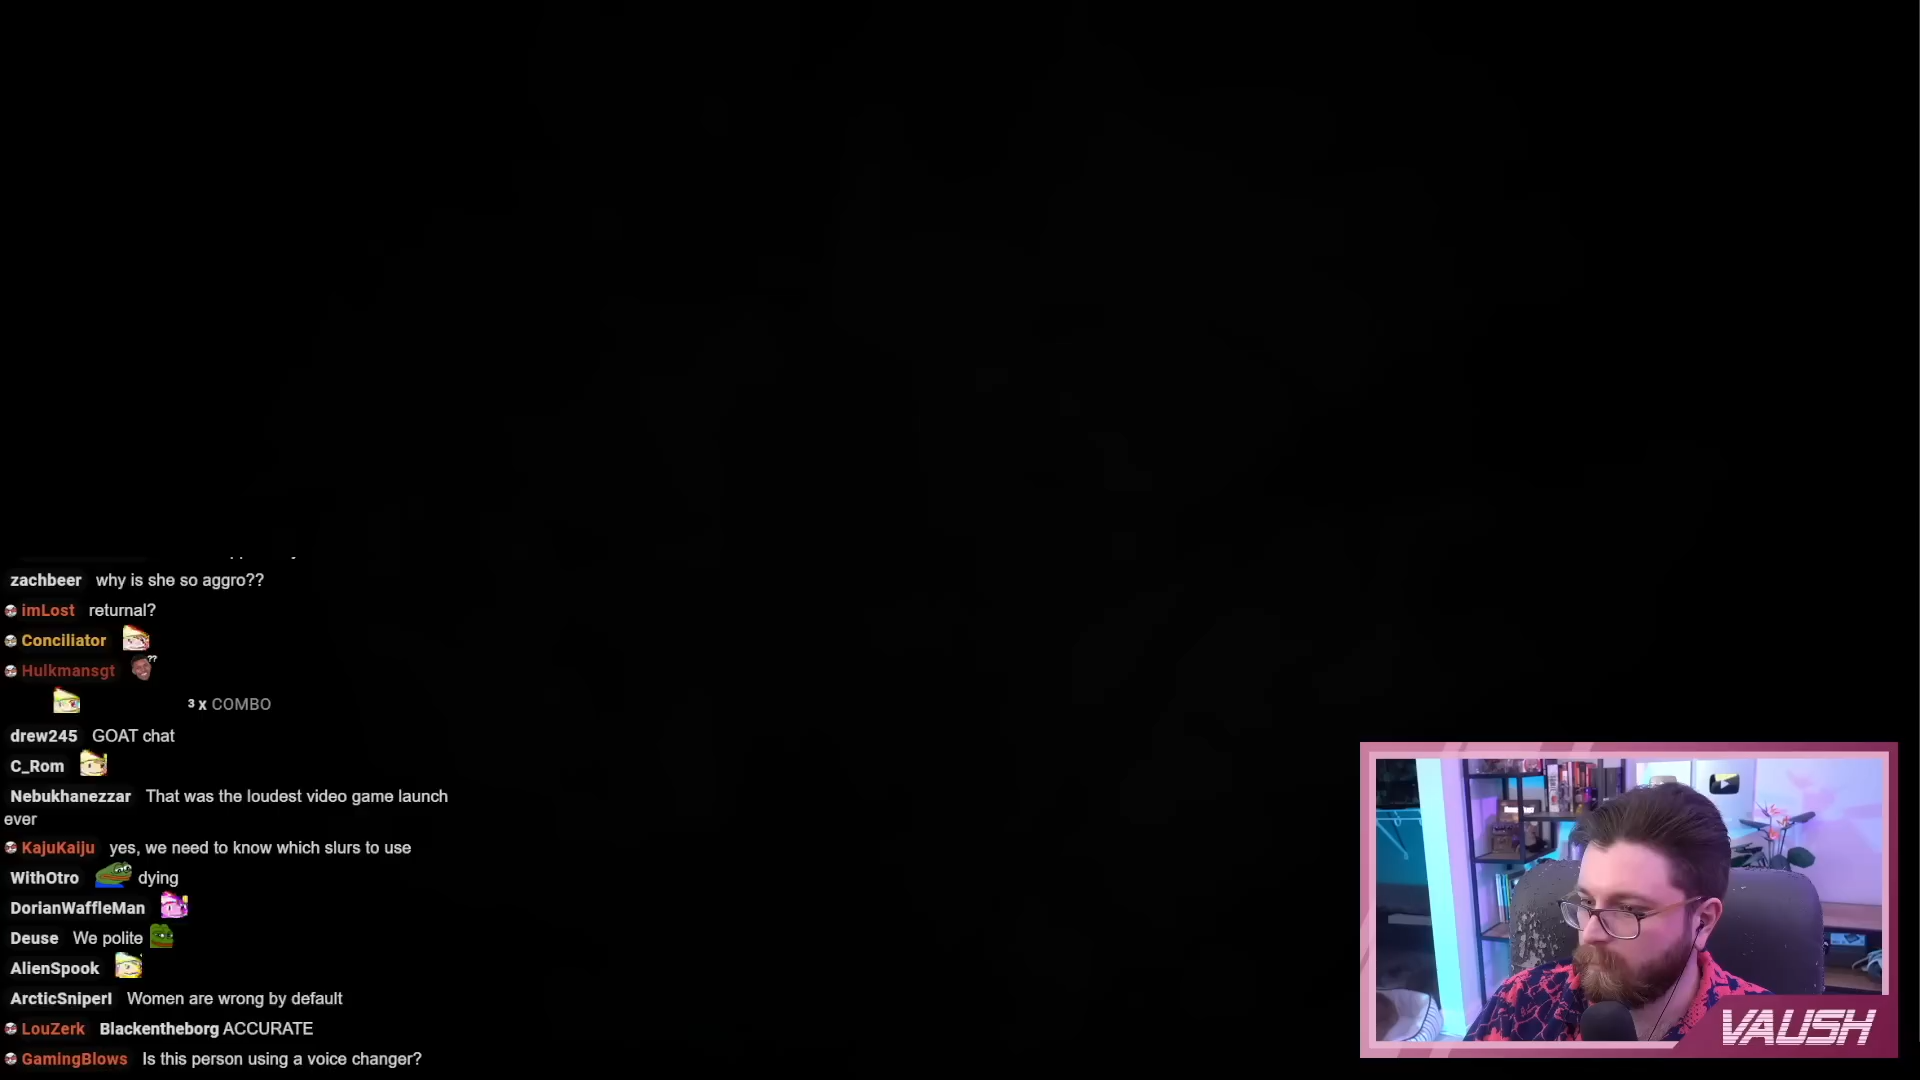 zachbeer why is she so aggro??
imLost returnal?
Conciliator
Hulkmansgt ??
3 x COMBO
drew245 GOAT chat
C_Rom
Nebukhanezzar That was the loudest video game launch
ever
KajuKaiju yes, we need to know which slurs to use
WithOtro dying
DorianWaffleMan
Deuse We polite
AlienSpook
ArcticSniperI Women are wrong by default
LouZerk Blackentheborg ACCURATE
GamingBlows Is this person using a voice changer?
VAUSH